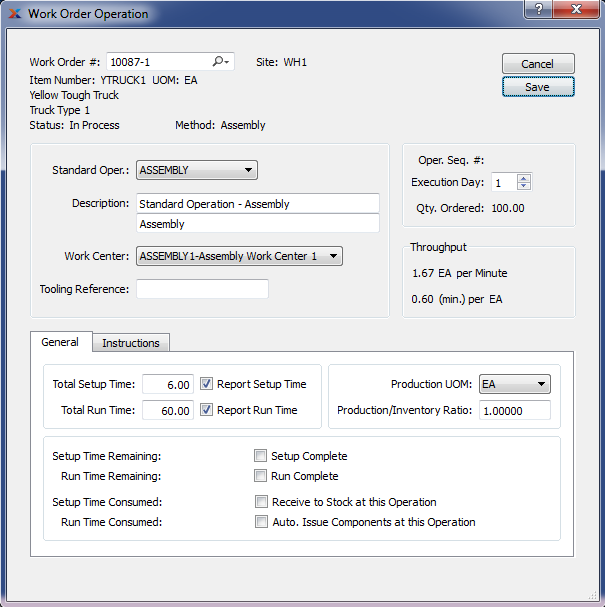 Work Order Operation
Work Order #: 10087-1 Site: WH1
Cancel
Item Number: YTRUCK1 UOM: EA
Save
Yellow Tough Truck
Truck Type 1
Status: In Process Method: Assembly
Standard Oper.: ASSEMBLY
Description: Standard Operation - Assembly
Assembly
Work Center: ASSEMBLY1-Assembly Work Center 1
Tooling Reference:
Oper. Seq. #:
Execution Day: 1
Qty. Ordered: 100.00
Throughput
1.67 EA per Minute
0.60 (min.) per EA
General Instructions
Total Setup Time: 6.00 Report Setup Time
Total Run Time: 60.00 Report Run Time
Production UOM: EA
Production/Inventory Ratio: 1.00000
Setup Time Remaining: Setup Complete
Run Time Remaining: Run Complete
Setup Time Consumed: Receive to Stock at this Operation
Run Time Consumed: Auto. Issue Components at this Operation